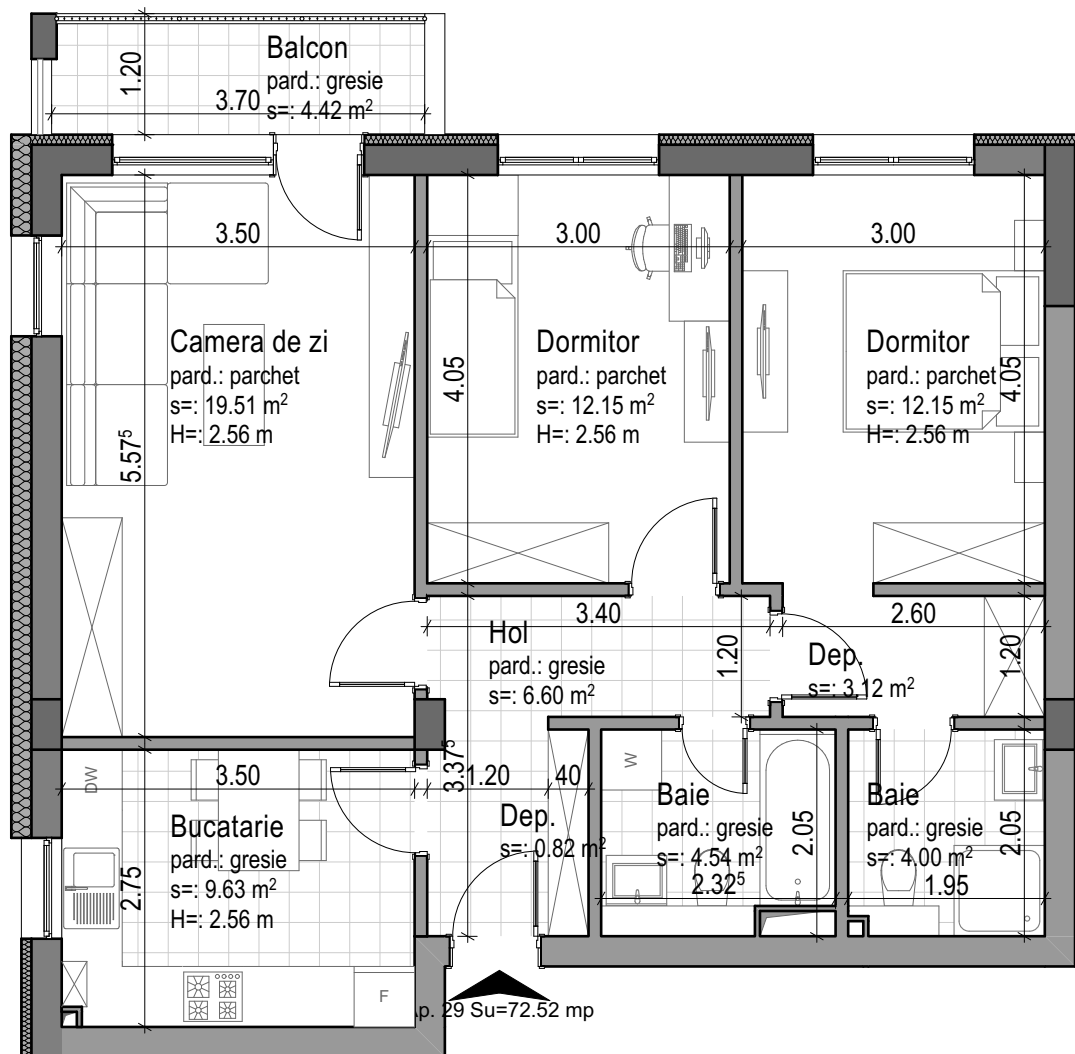 Balcon
pard.: gresie
s=: 4.42 m²
1.20
3.70
3.50
3.00
3.00
Camera de zi
pard.: parchet
s=: 19.51 m²
H=: 2.56 m
5.57⁵
Dormitor
pard.: parchet
s=: 12.15 m²
H=: 2.56 m
4.05
Dormitor
pard.: parchet
s=: 12.15 m²
H=: 2.56 m
4.05
3.40
2.60
Hol
pard.: gresie
s=: 6.60 m²
1.20
Dep.
s=: 3.12 m²
1.20
DW
3.50
Bucatarie
pard.: gresie
s=: 9.63 m²
H=: 2.56 m
2.75
F
3.37⁵
1.20
40
Dep.
s=: 0.82 m²
W
Baie
pard.: gresie
s=: 4.54 m²
2.32⁵
2.05
Baie
pard.: gresie
s=: 4.00 m²
1.95
2.05
Ap. 29 Su=72.52 mp